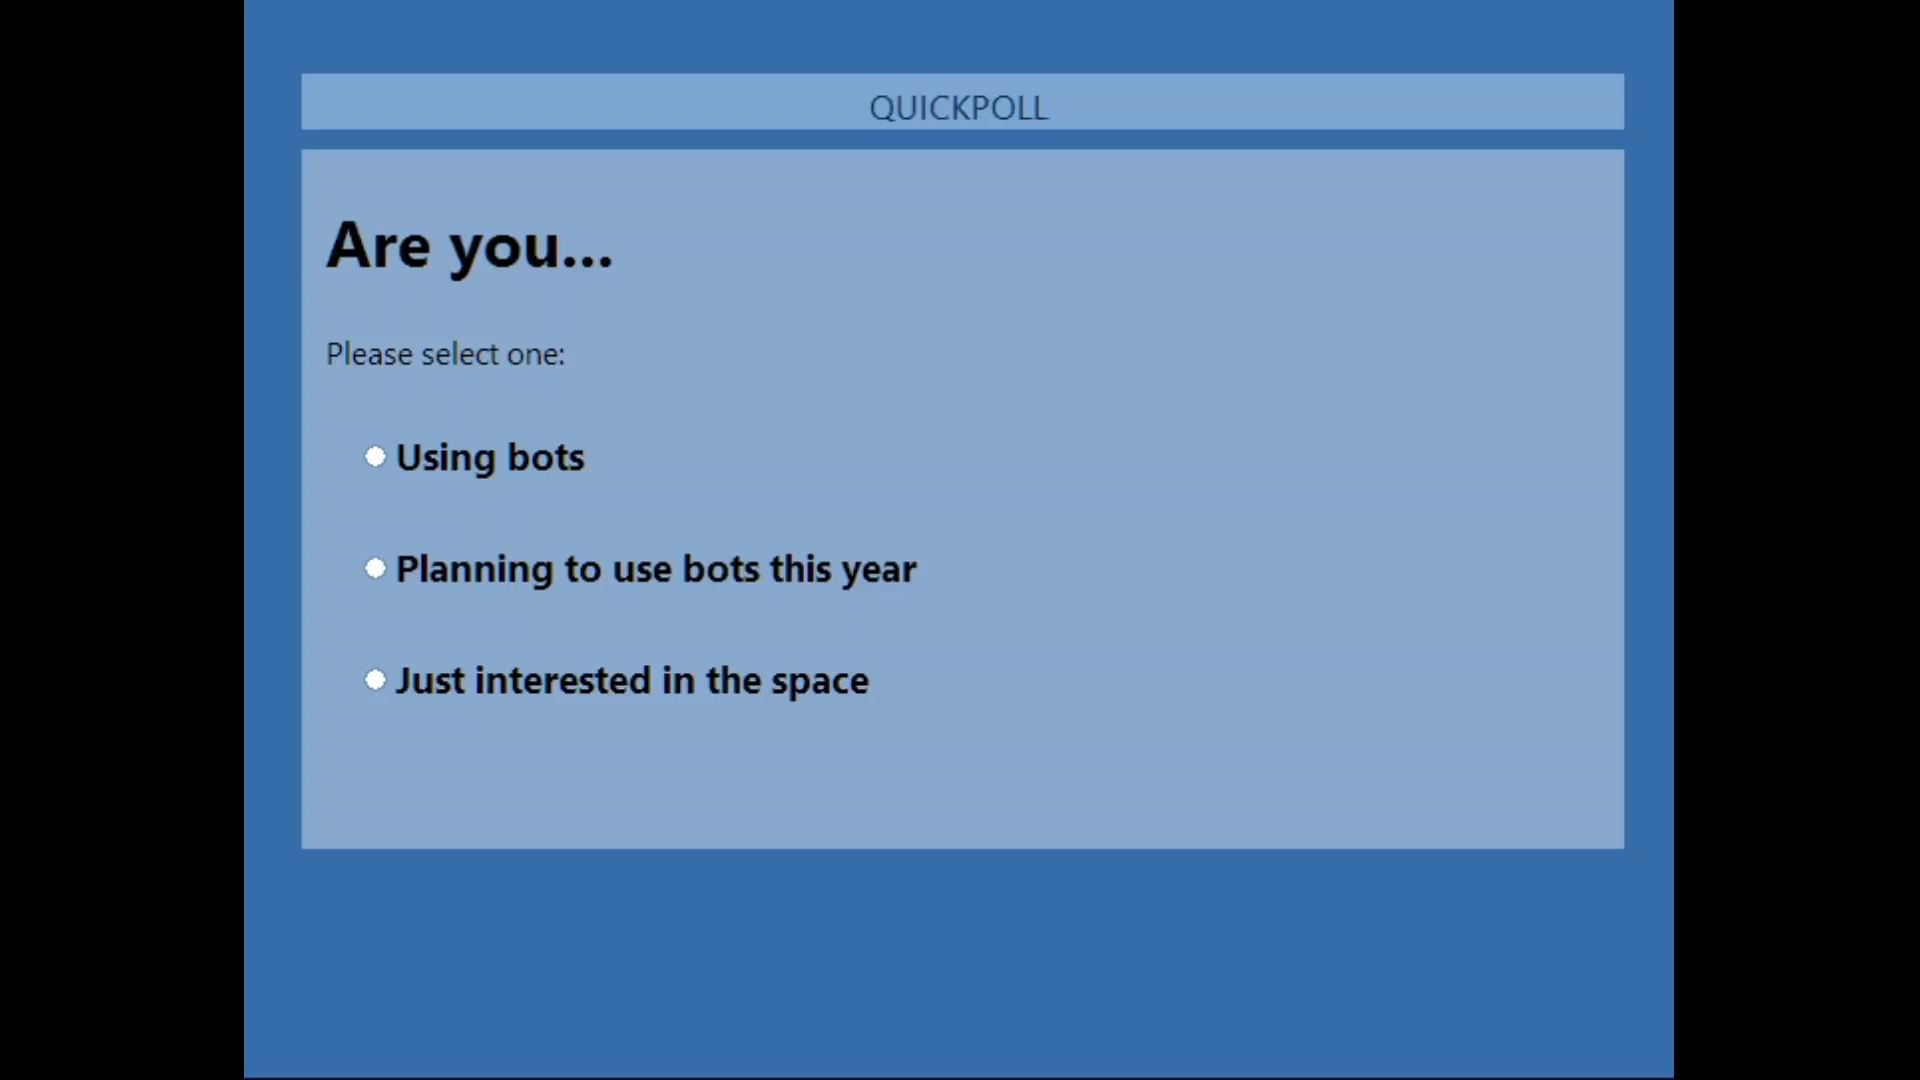 QUICKPOLL
Are you...
Please select one:
Using bots
Planning to use bots this year
Just interested in the space